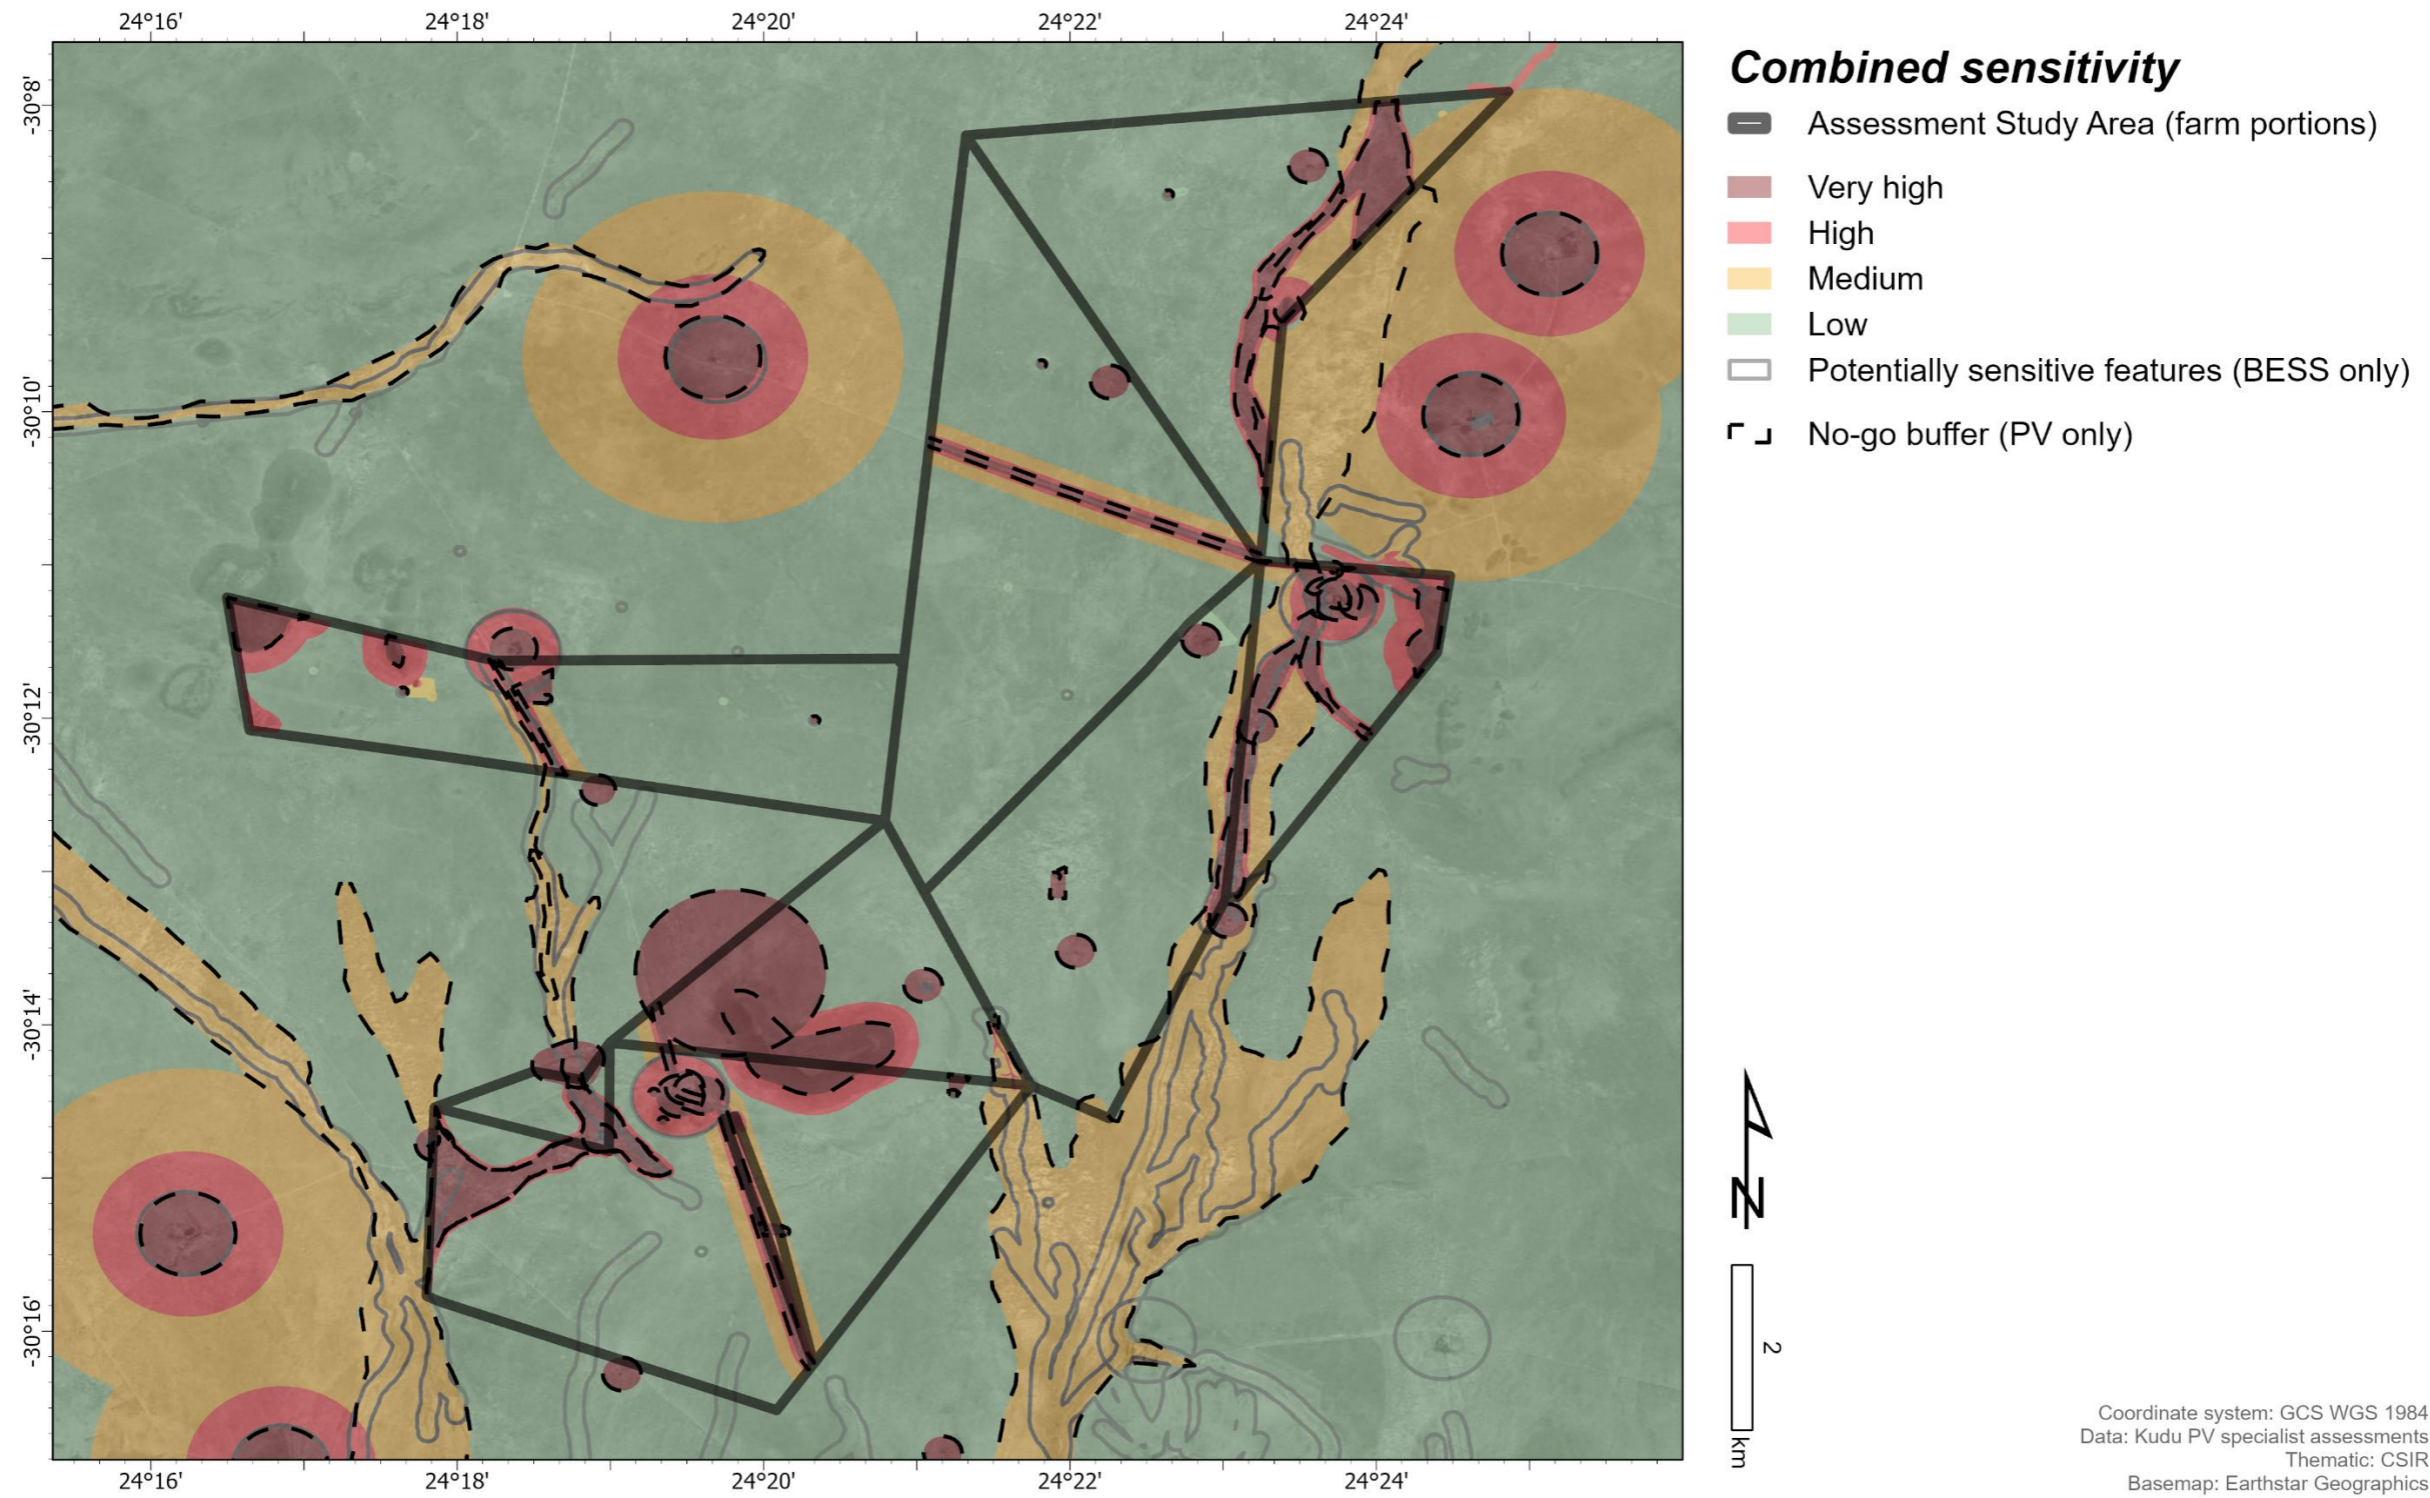 24°16' 24°18' 24°20' 24°22' 24°24'
-30°8'
-30°10'
-30°12'
-30°14'
-30°16'
24°16' 24°18' 24°20' 24°22' 24°24'
Combined sensitivity
Assessment Study Area (farm portions)
Very high
High
Medium
Low
Potentially sensitive features (BESS only)
No-go buffer (PV only)
N
2
km
Coordinate system: GCS WGS 1984
Data: Kudu PV specialist assessments
Thematic: CSIR
Basemap: Earthstar Geographics